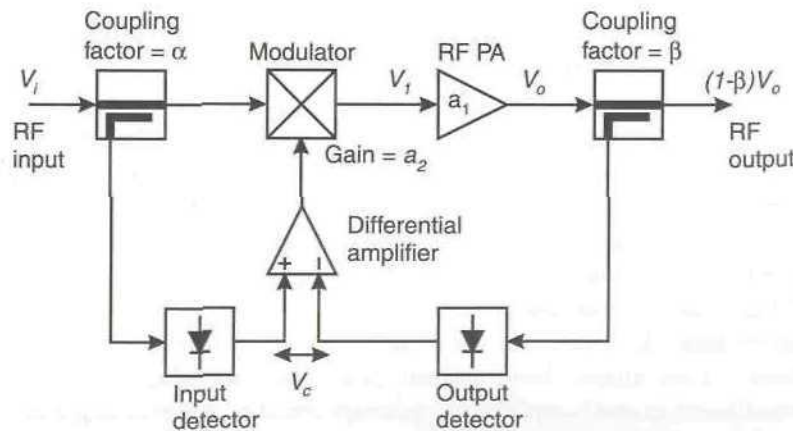 Coupling
factor = α
Modulator
RF PA
Coupling
factor = β
V_i
V_1
V_o
(1-β)V_o
a_1
RF
input
RF
output
Gain = a_2
Differential
amplifier
+
-
V_c
Input
detector
Output
detector